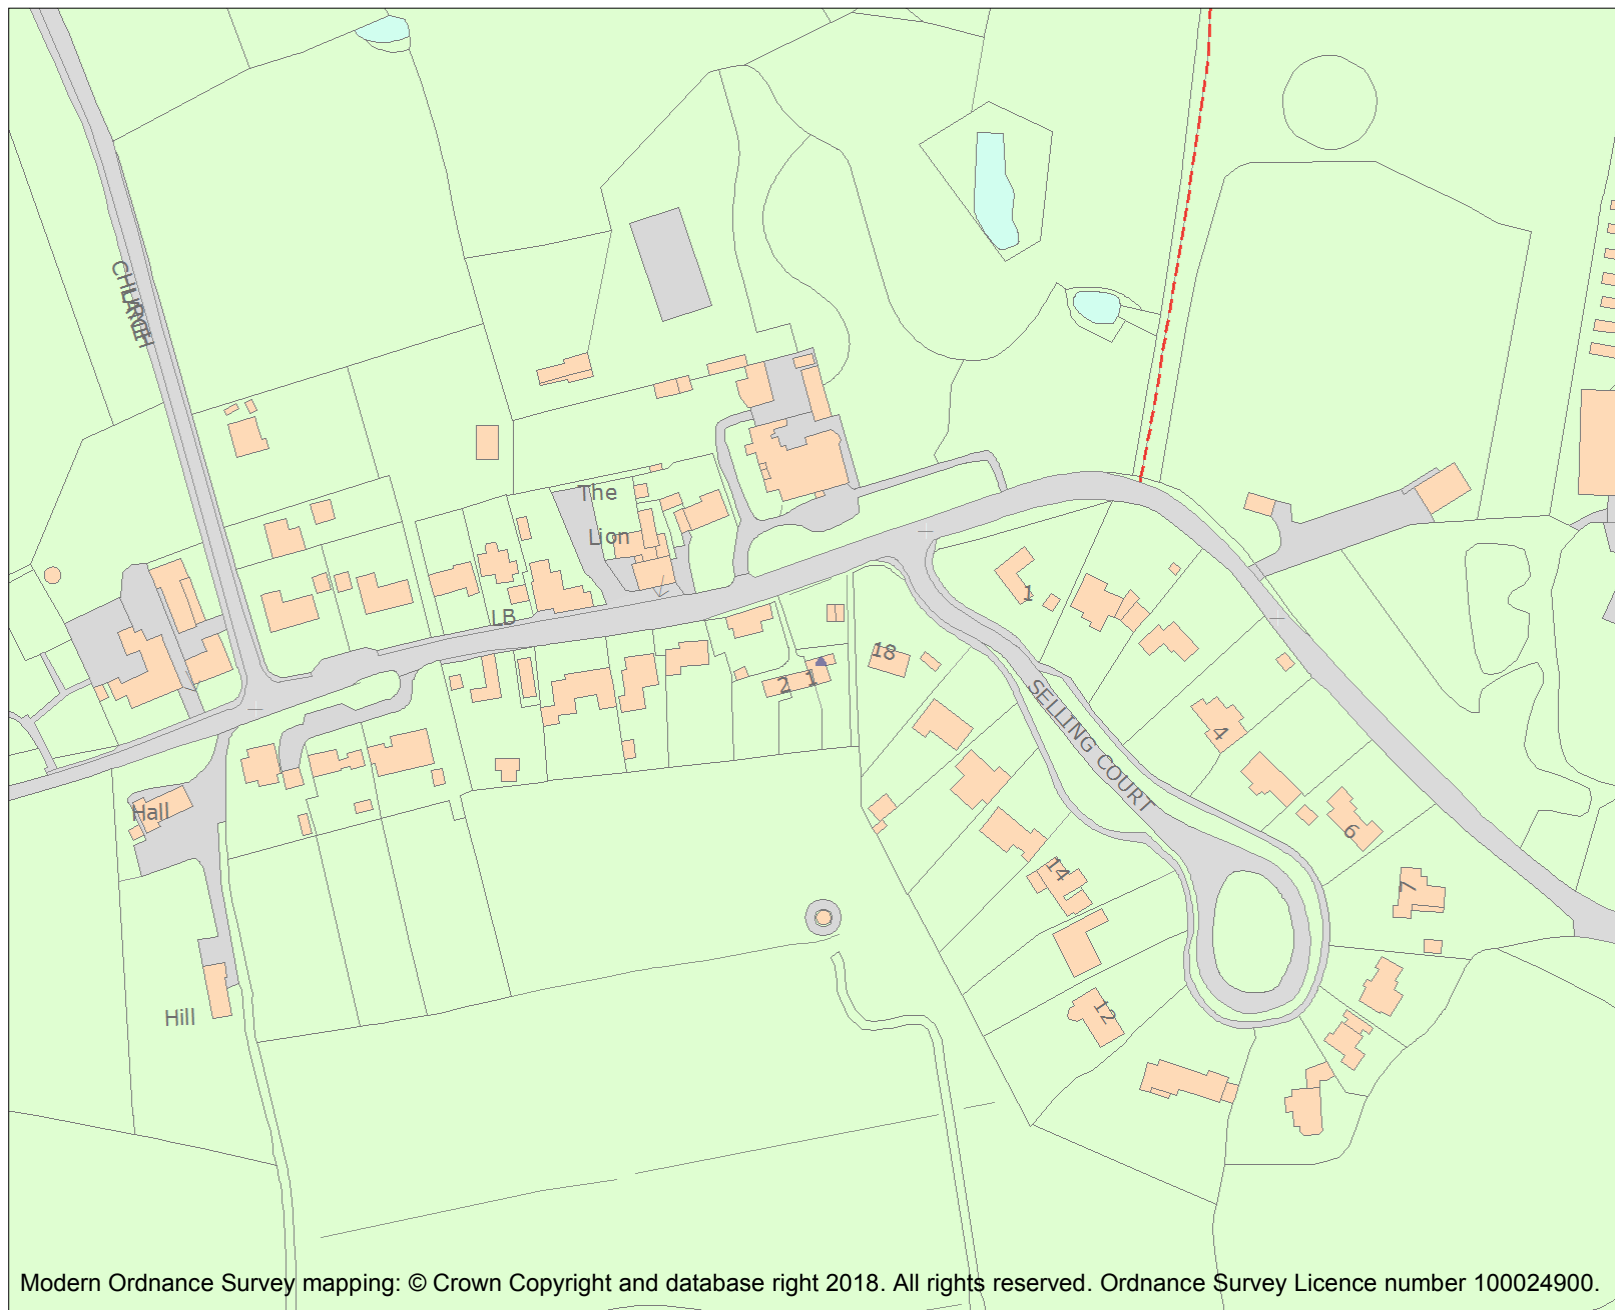 CHURCH
LANE
The
Lion
LB
1
18
2 1
SELLING COURT
4
6
7
14
12
Hall
Hill
Modern Ordnance Survey mapping: © Crown Copyright and database right 2018. All rights reserved. Ordnance Survey Licence number 100024900.